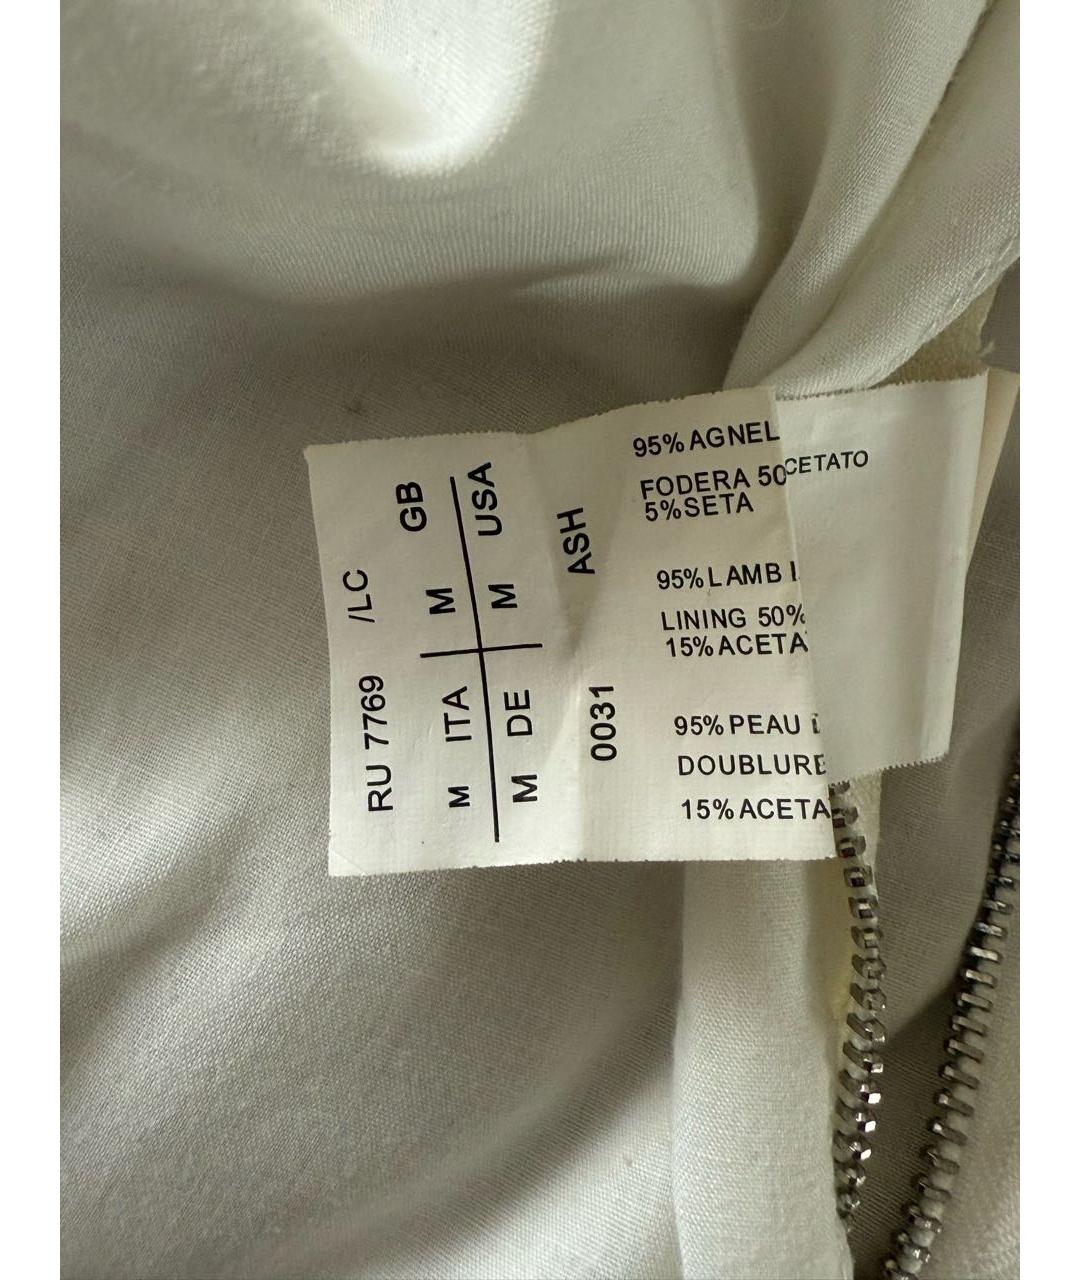 RU 7769 /LC
M ITA M GB
M DE M USA
0031 ASH
95% AGNEL
FODERA 50 CETATO
5% SETA
95% LAMB
LINING 50%
15% ACETA
95% PEAU
DOUBLURE
15% ACETA